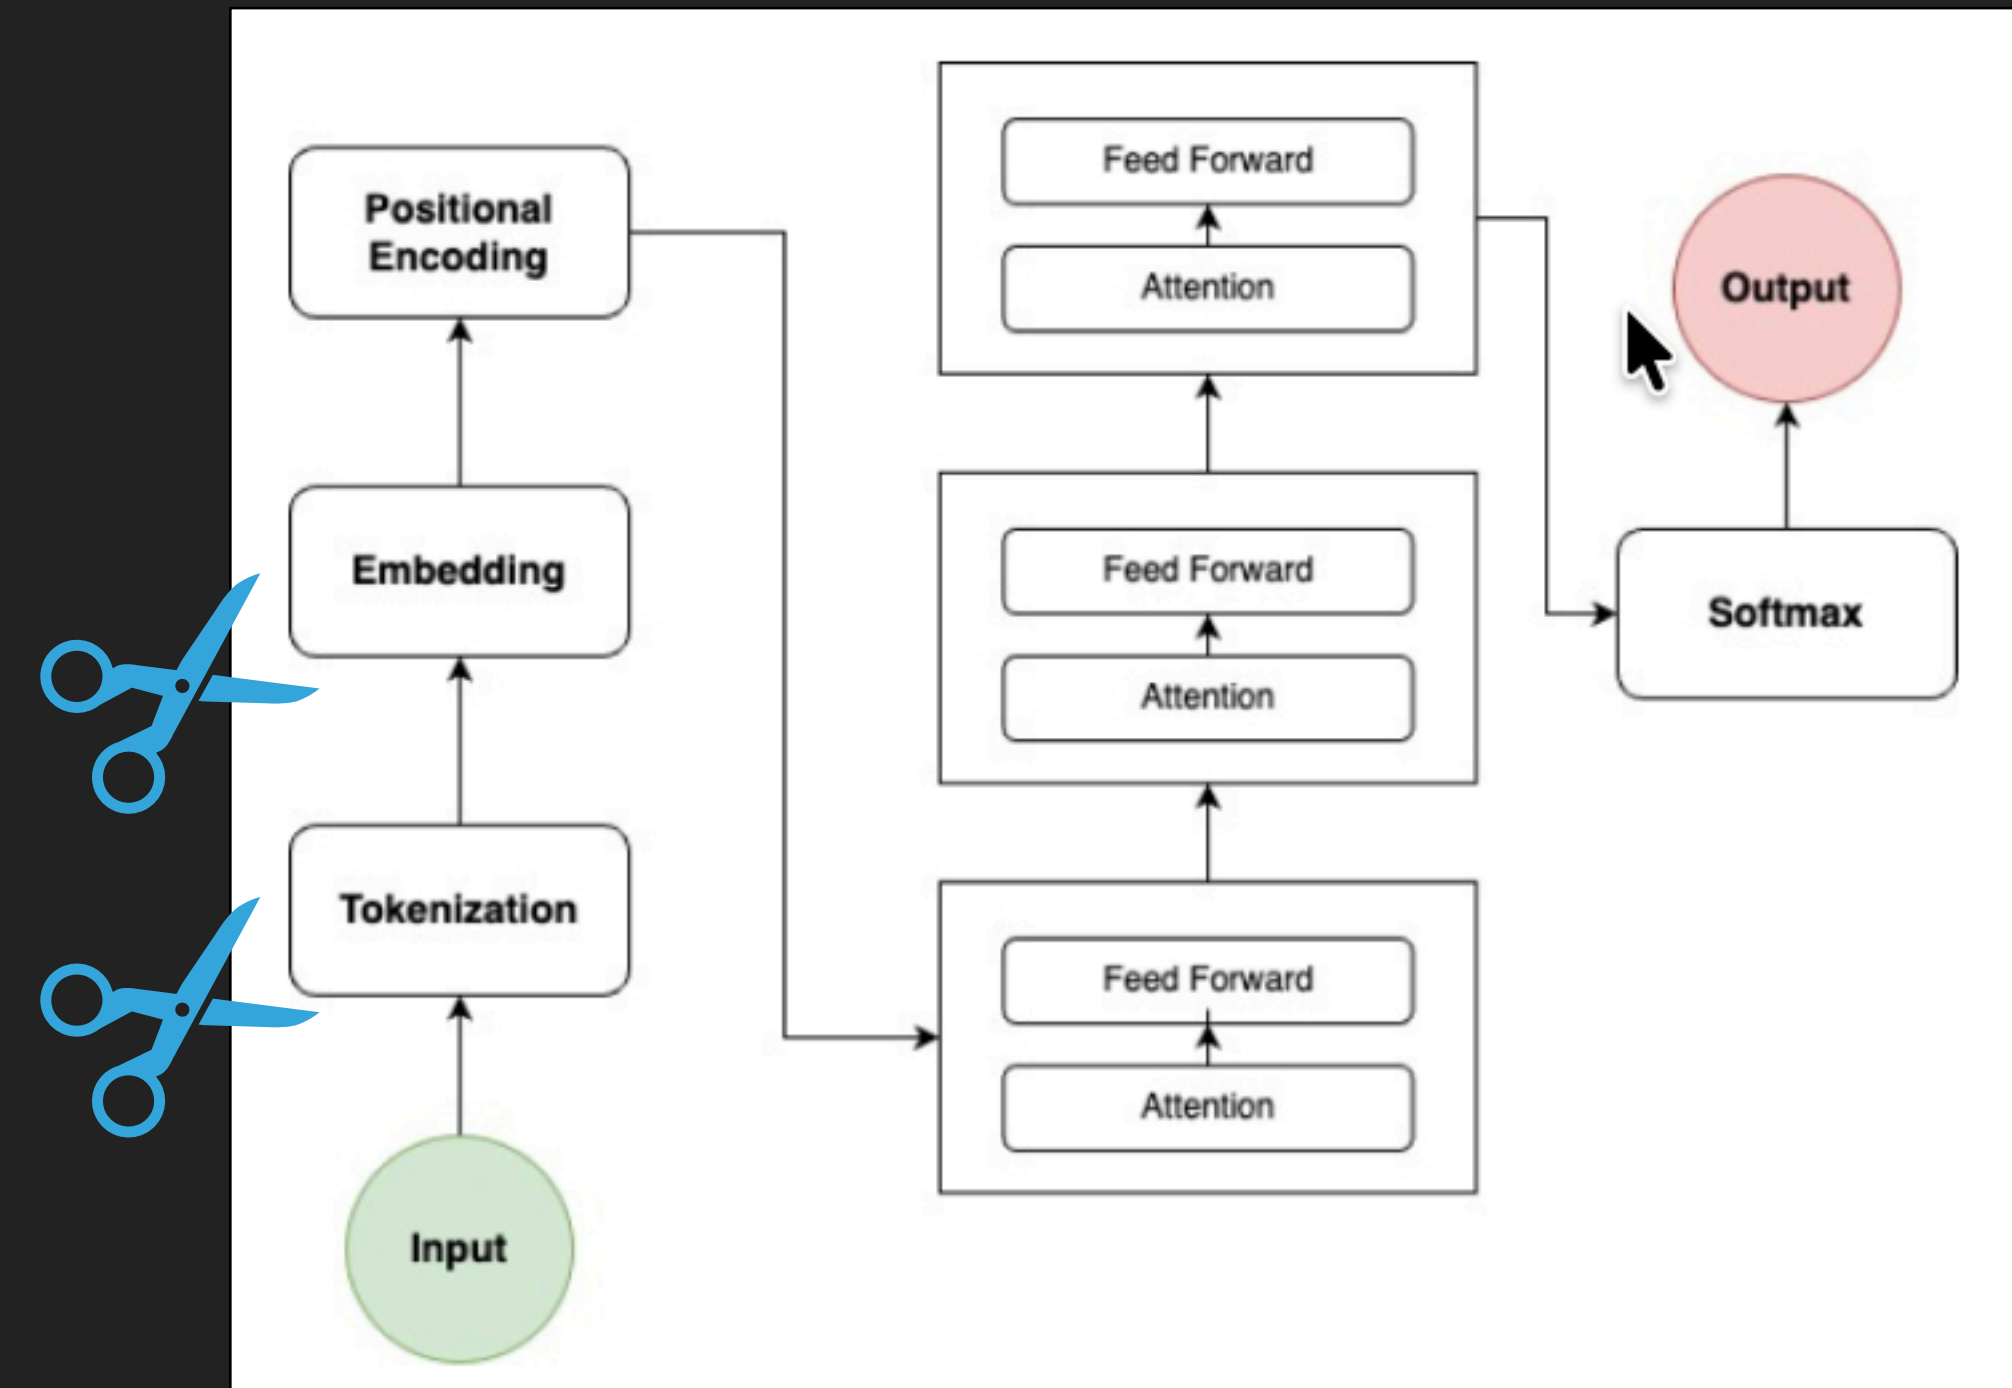 Positional
Encoding
Embedding
Tokenization
Input
Feed Forward
Attention
Feed Forward
Attention
Feed Forward
Attention
Output
Softmax